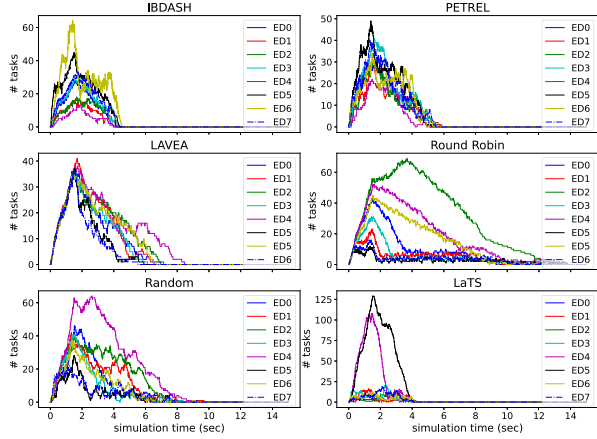 IBDASH
# tasks
60
40
20
0
ED0
ED1
ED2
ED3
ED4
ED5
ED6
ED7
PETREL
# tasks
50
40
30
20
10
0
ED0
ED1
ED2
ED3
ED4
ED5
ED6
ED7
LAVEA
# tasks
40
30
20
10
0
ED0
ED1
ED2
ED3
ED4
ED5
ED5
ED6
Round Robin
# tasks
60
40
20
0
ED0
ED1
ED2
ED3
ED4
ED5
ED5
ED6
Random
# tasks
60
40
20
0
ED0
ED1
ED2
ED3
ED4
ED5
ED6
ED7
0 2 4 6 8 10 12 14
simulation time (sec)
LaTS
# tasks
125
100
75
50
25
0
ED0
ED1
ED2
ED3
ED4
ED5
ED6
ED7
0 2 4 6 8 10 12 14
simulation time (sec)